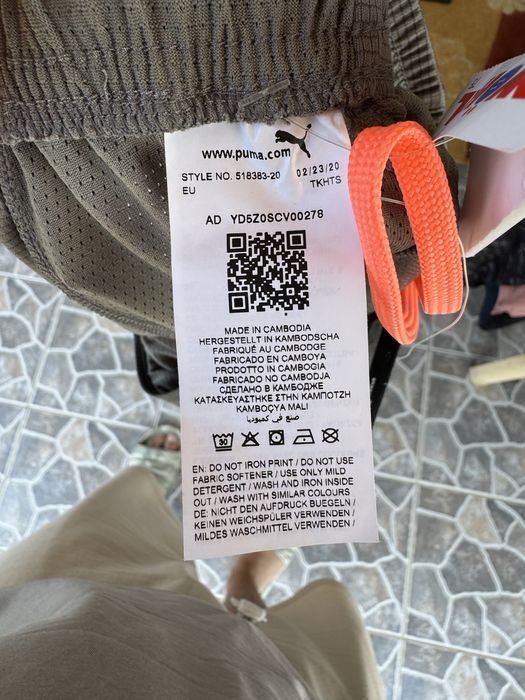 www.puma.com
STYLE NO. 518383-20 02/23/20
EU TKHTS
AD YD5Z0SCV00278
MADE IN CAMBODIA
HERGESTELLT IN KAMBODSCHA
FABRIQUÉ AU CAMBODGE
FABRICADO EN CAMBOYA
PRODOTTO IN CAMBOGIA
FABRICADO NO CAMBODJA
СДЕЛАНО В КАМБОДЖЕ
ΚΑΤΑΣΚΕΥΑΣΤΗΚΕ ΣΤΗΝ ΚΑΜΠΟΤΖΗ
KAMBOÇYA MALI
صنع في كمبوديا
30
EN: DO NOT IRON PRINT / DO NOT USE
FABRIC SOFTENER / USE ONLY MILD
DETERGENT / WASH AND IRON INSIDE
OUT / WASH WITH SIMILAR COLOURS
DE: NICHT DEN AUFDRUCK BUEGELN /
KEINEN WEICHSPÜLER VERWENDEN /
MILDES WASCHMITTEL VERWENDEN /